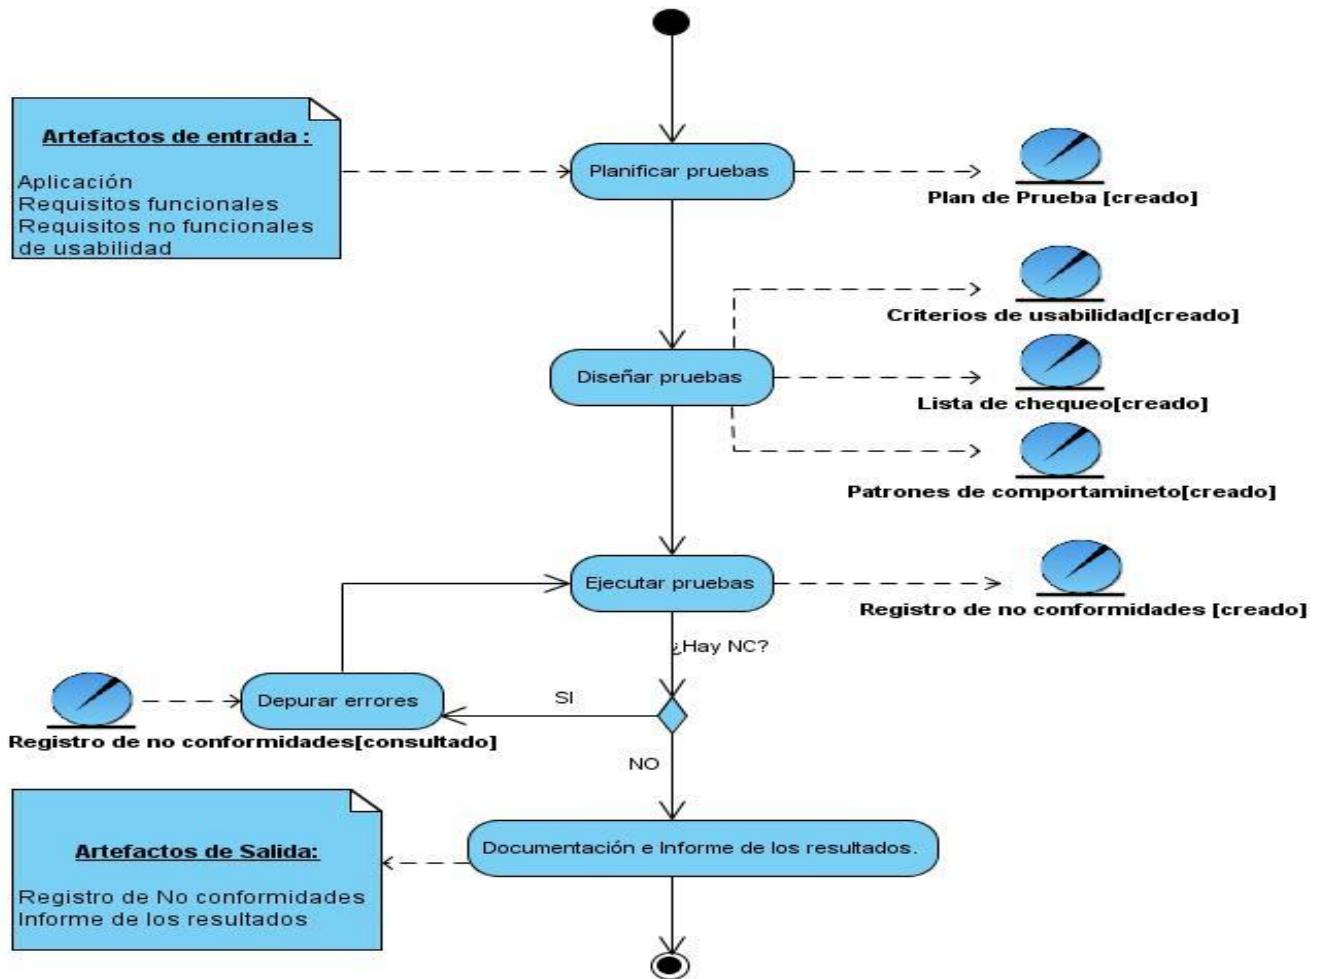 Artefactos de entrada :
Aplicación
Requisitos funcionales
Requisitos no funcionales
de usabilidad
Planificar pruebas
Plan de Prueba [creado]
Criterios de usabilidad[creado]
Diseñar pruebas
Lista de chequeo[creado]
Patrones de comportamineto[creado]
Ejecutar pruebas
Registro de no conformidades [creado]
¿Hay NC?
Depurar errores
SI
Registro de no conformidades[consultado]
NO
Artefactos de Salida:
Registro de No conformidades
Informe de los resultados
Documentación e Informe de los resultados.